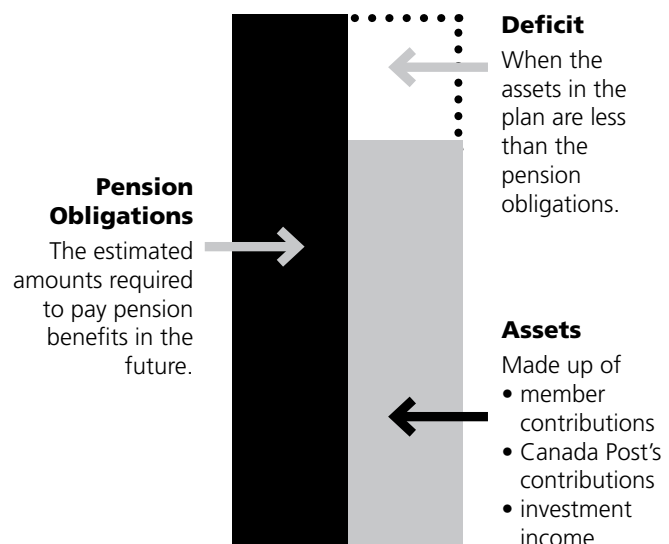 Deficit
When the
assets in the
plan are less
than the
pension
obligations.
Pension
Obligations
The estimated
amounts required
to pay pension
benefits in the
future.
Assets
Made up of
• member
contributions
• Canada Post’s
contributions
• investment
income